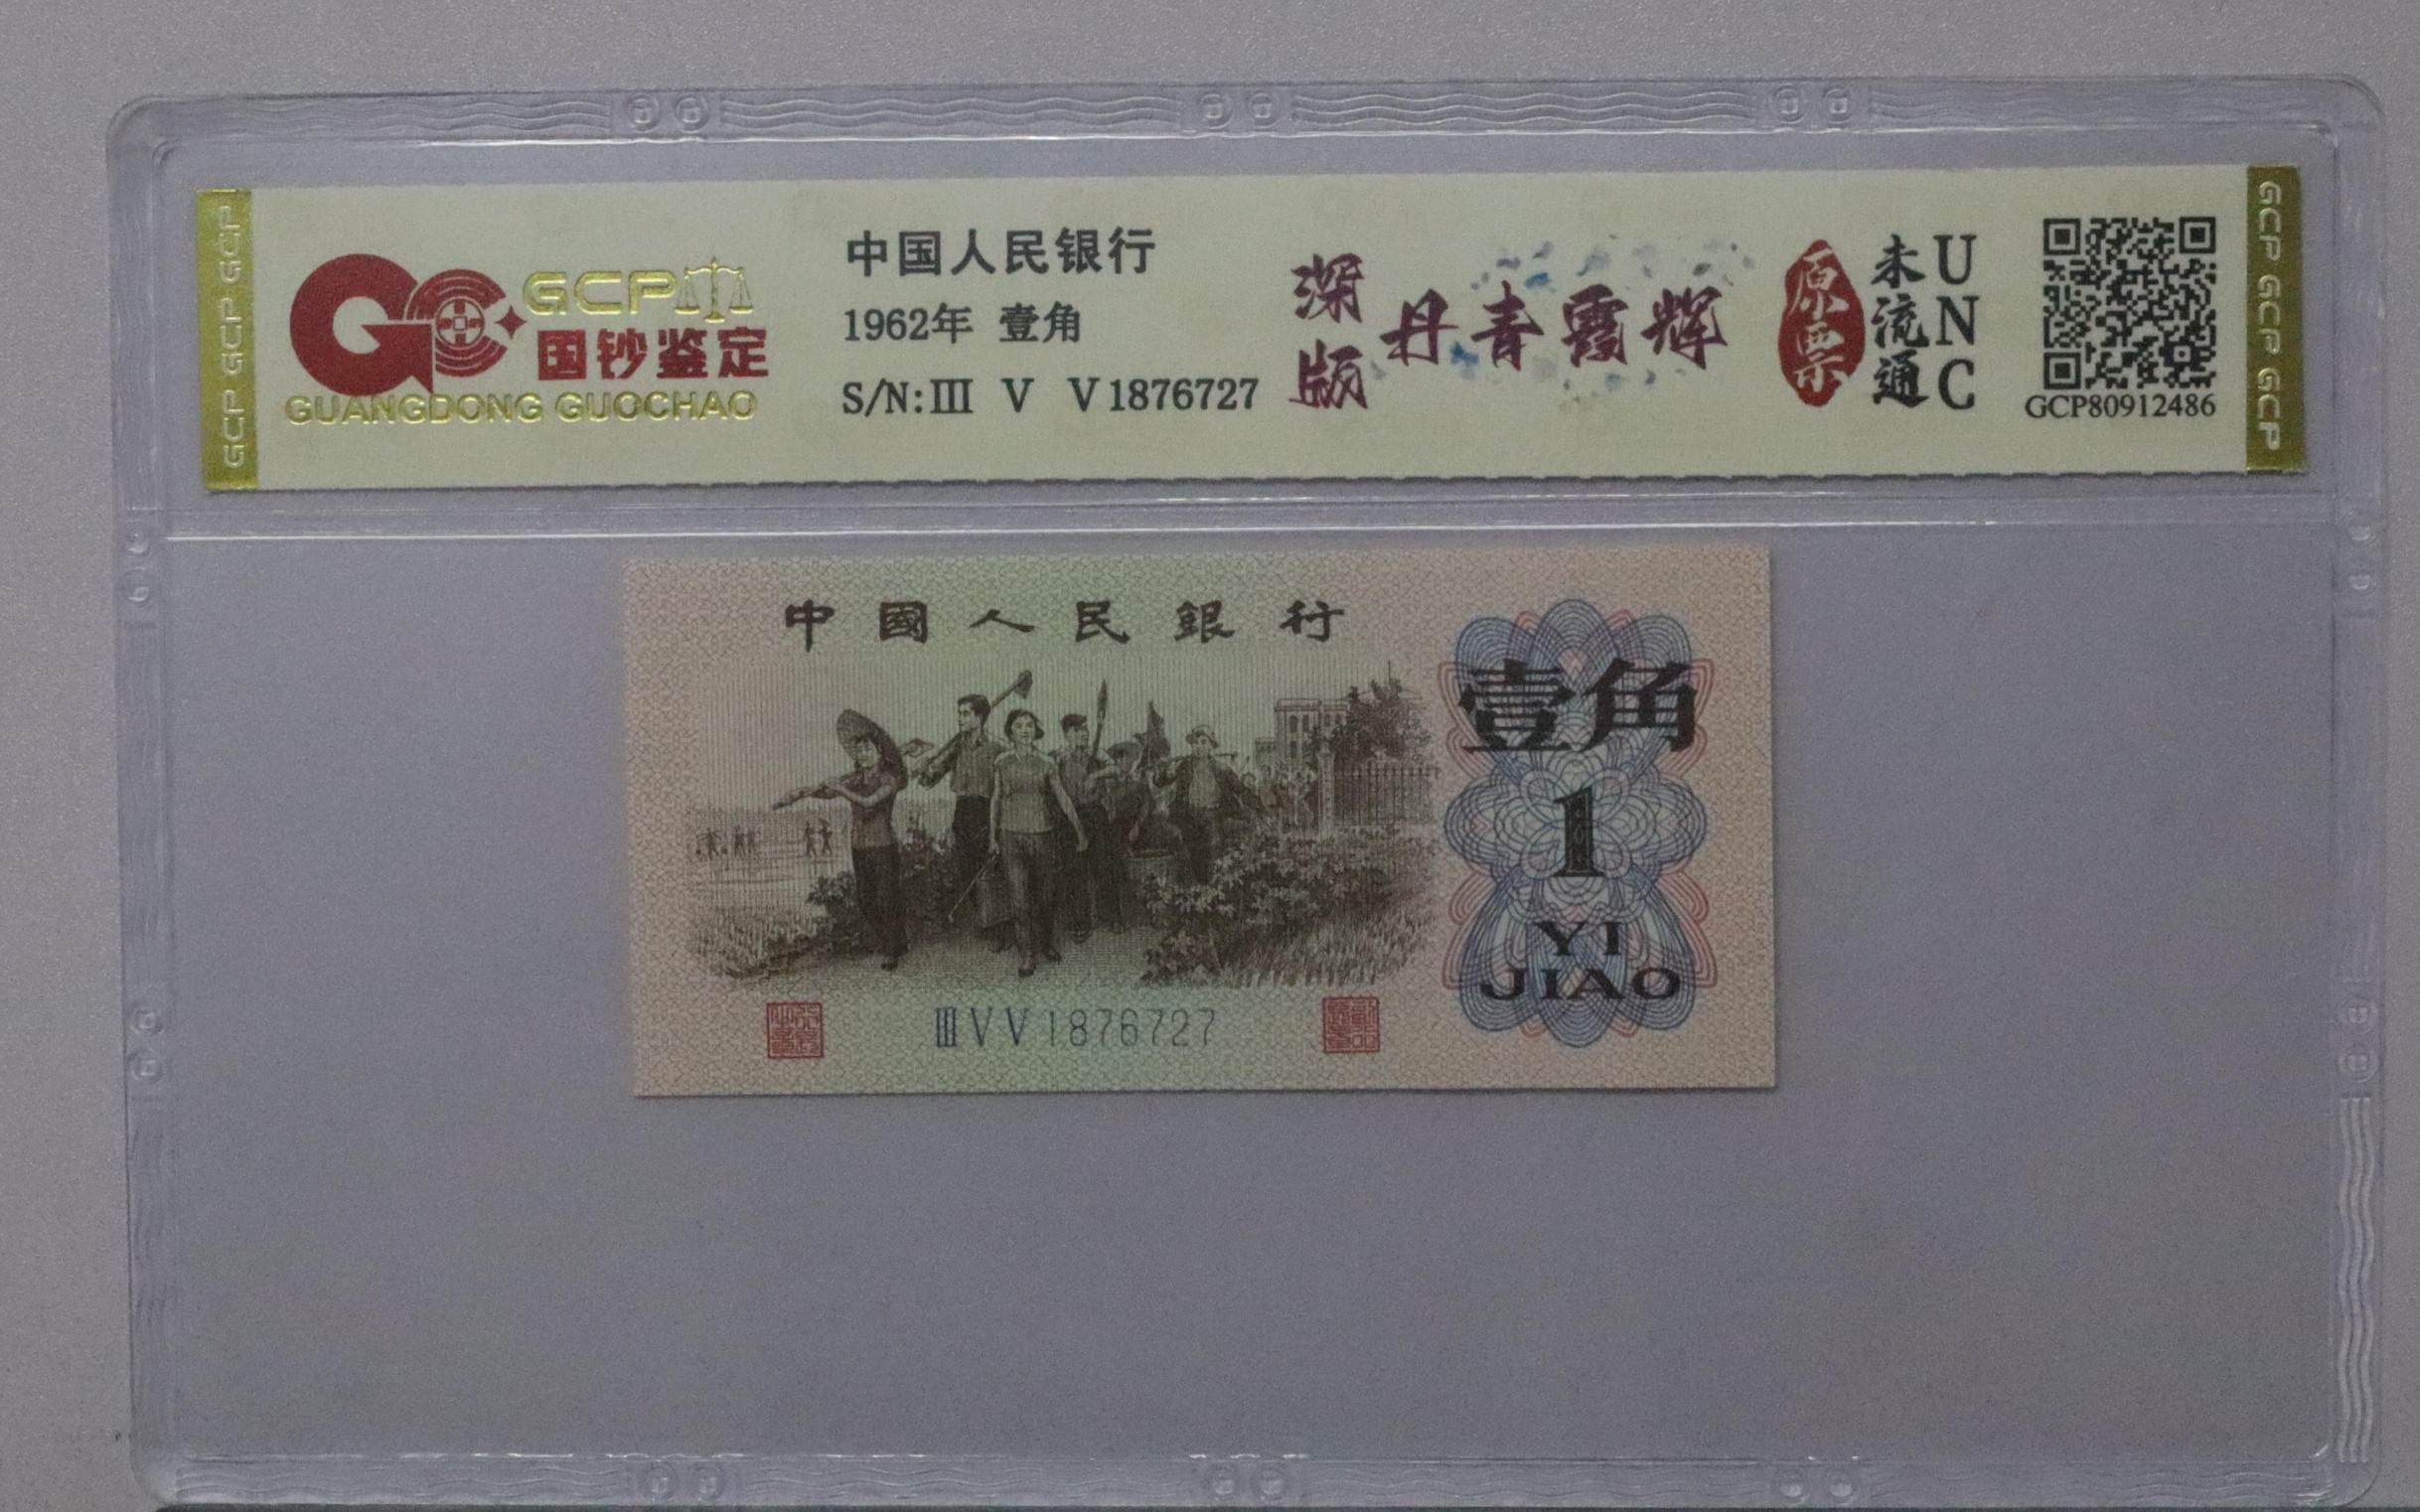 GCP GCP GCP
GCP
国钞鉴定
GUANGDONG GUOCHAO
中国人民银行
1962年 壹角
S/N:III V V1876727
深版
丹青霞辉
原票
未流通
UNC
GCP80912486
GCP GCP GCP
中國人民銀行
壹角
1
YI
JIAO
III V V 1876727